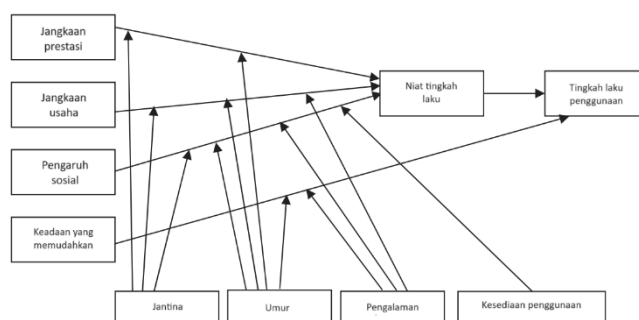 Jangkaan
prestasi
Jangkaan
usaha
Pengaruh
sosial
Keadaan yang
memudahkan
Niat tingkah
laku
Tingkah laku
penggunaan
Jantina
Umur
Pengalaman
Kesediaan penggunaan